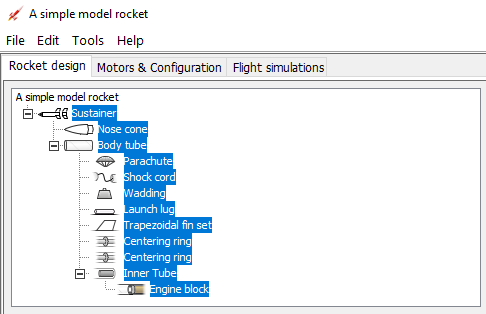 A simple model rocket
File Edit Tools Help
Rocket design Motors & Configuration Flight simulations
A simple model rocket
Sustainer
Nose cone
Body tube
Parachute
Shock cord
Wadding
Launch lug
Trapezoidal fin set
Centering ring
Centering ring
Inner Tube
Engine block